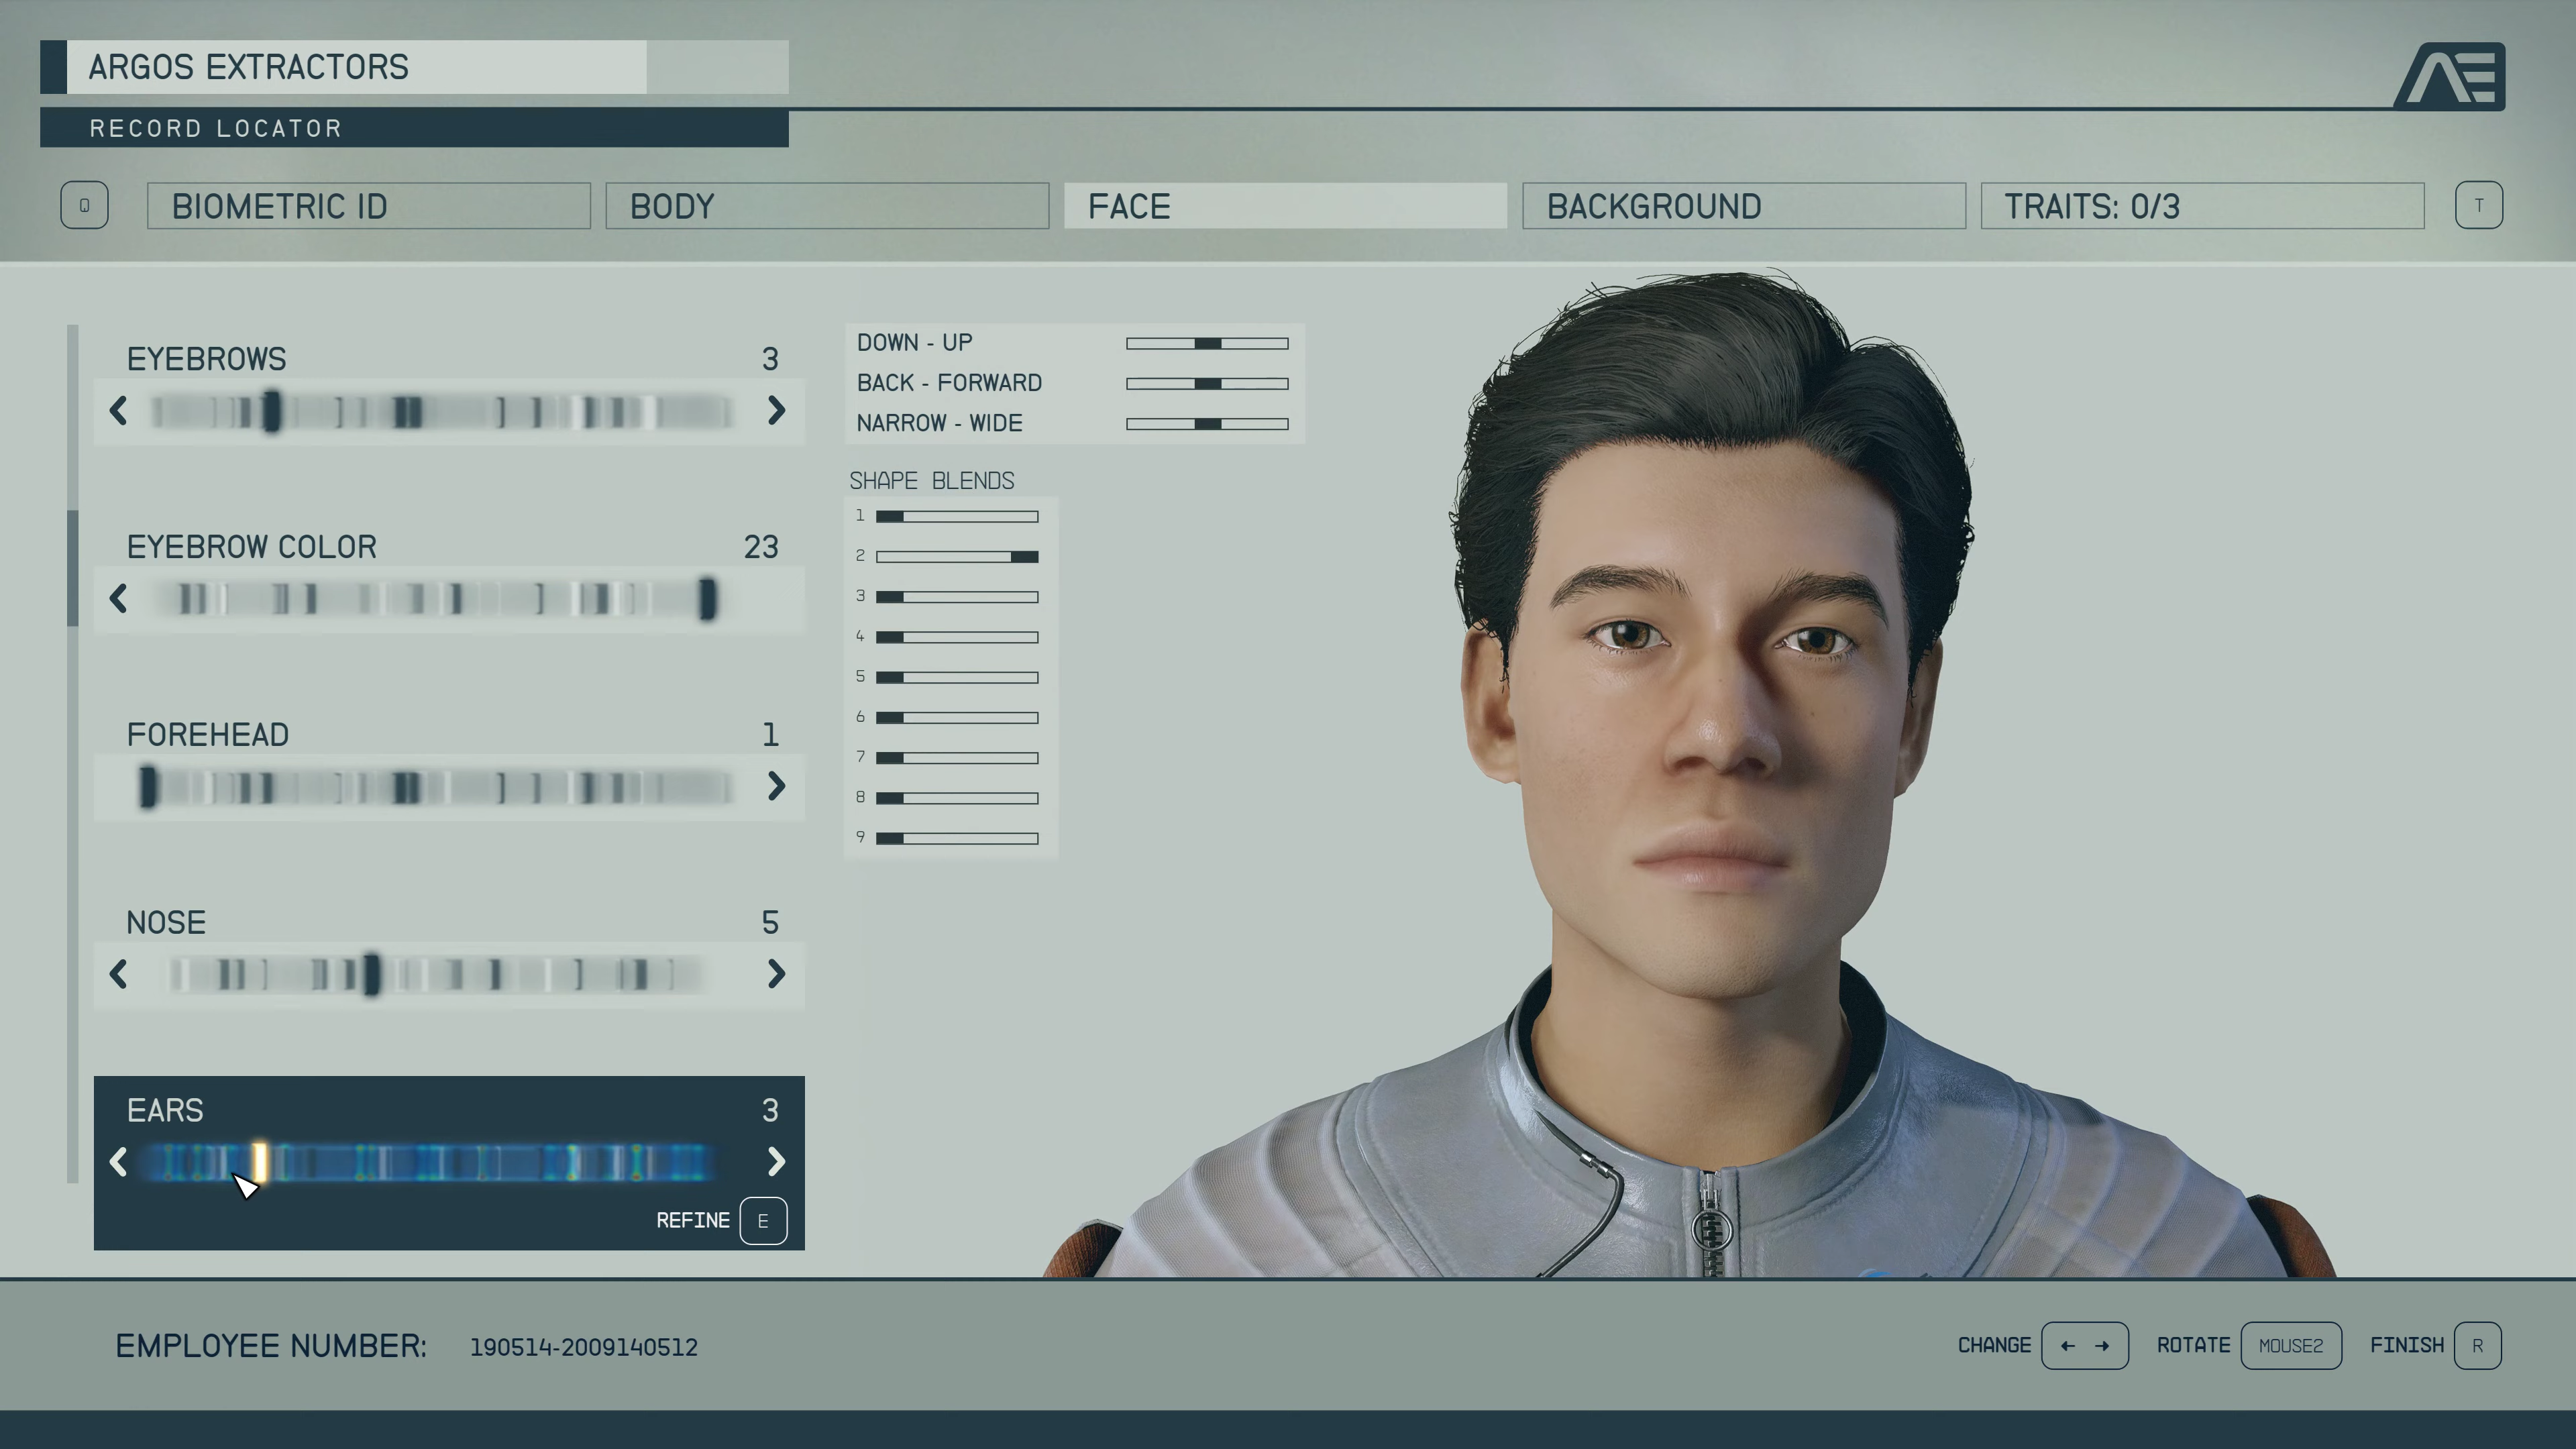 ARGOS EXTRACTORS
RECORD LOCATOR
Q BIOMETRIC ID BODY FACE BACKGROUND TRAITS: 0/3 T
EYEBROWS 3
EYEBROW COLOR 23
FOREHEAD 1
NOSE 5
EARS 3
REFINE E
DOWN - UP
BACK - FORWARD
NARROW - WIDE
SHAPE BLENDS
1
2
3
4
5
6
7
8
9
EMPLOYEE NUMBER: 190514-2009140512
CHANGE ← → ROTATE MOUSE2 FINISH R
AE